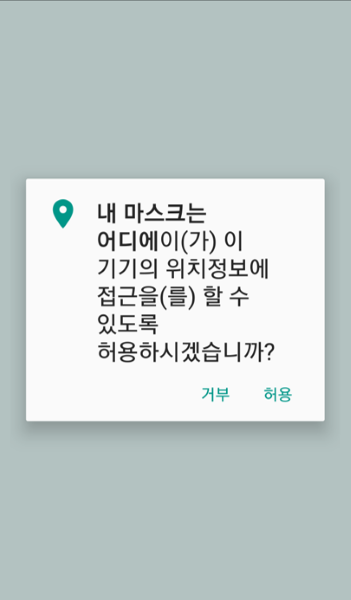 내 마스크는
어디에이(가) 이
기기의 위치정보에
접근을(를) 할 수
있도록
허용하시겠습니까?
거부 허용